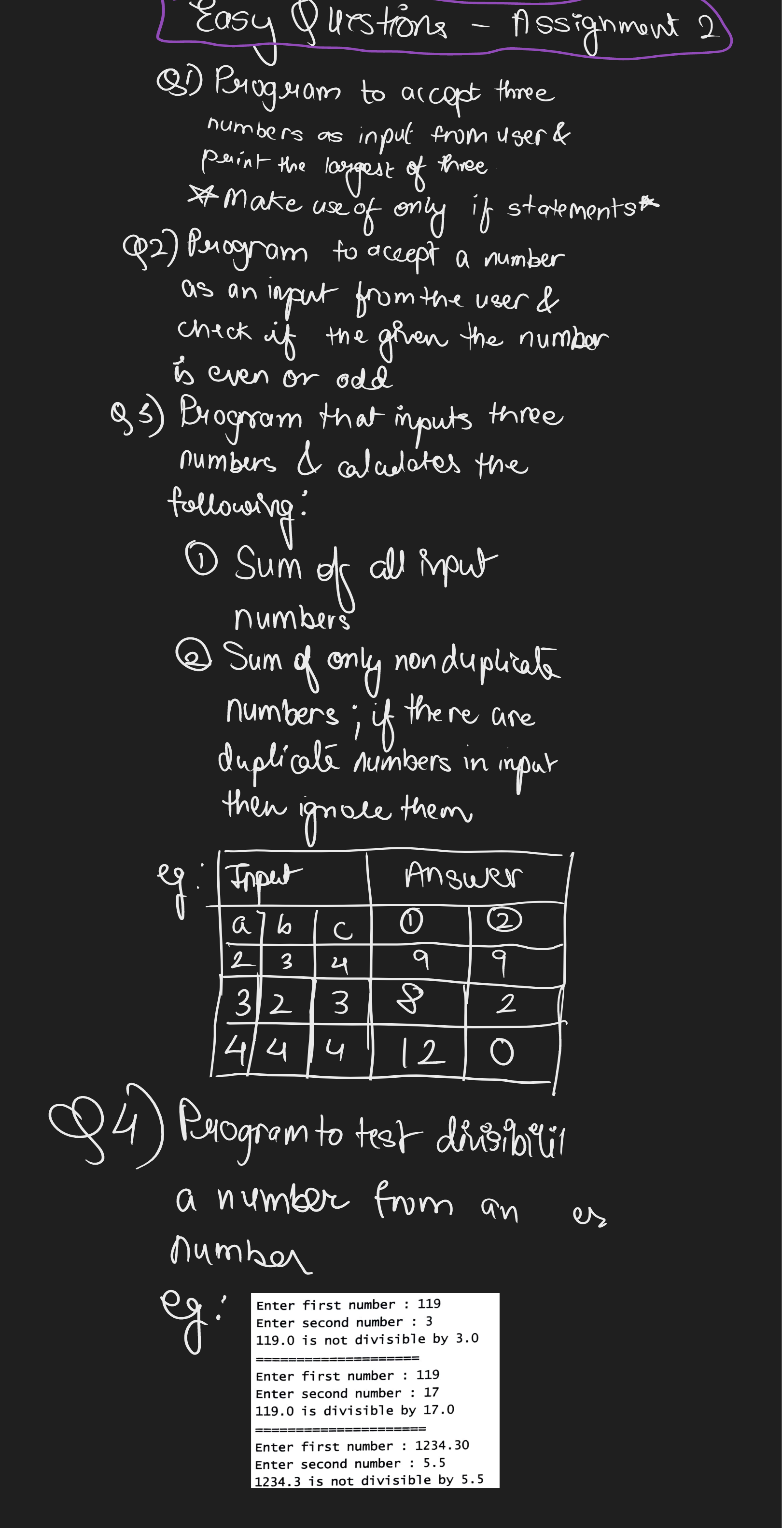 Easy Questions - Assignment 2
Q1) Program to accept three
numbers as input from user &
print the largest of three
*Make use of only if statements*
Q2) Program to accept a number
as an input from the user &
check if the given the number
is even or odd
Q3) Program that inputs three
numbers & calculates the
following:
① Sum of all input
numbers
② Sum of only non duplicate
numbers ; if there are
duplicate numbers in input
then ignore them
eg: Input Answer
a b c ① ②
2 3 4 9 9
3 2 3 8 2
4 4 4 12 0
Q4) Program to test divisibilit
a number from an er
number
eg:
Enter first number : 119
Enter second number : 3
119.0 is not divisible by 3.0
====================
Enter first number : 119
Enter second number : 17
119.0 is divisible by 17.0
=====================
Enter first number : 1234.30
Enter second number : 5.5
1234.3 is not divisible by 5.5